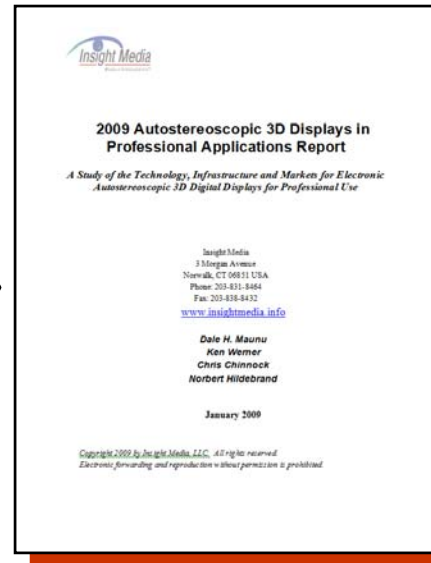 Insight Media
2009 Autostereoscopic 3D Displays in
Professional Applications Report
A Study of the Technology, Infrastructure and Markets for Electronic
Autostereoscopic 3D Digital Displays for Professional Use
Insight Media
3 Morgan Avenue
Norwalk, CT 06851 USA
Phone: 203-831-8464
Fax: 203-838-8432
www.insightmedia.info
Dale H. Maunu
Ken Werner
Chris Chinnock
Norbert Hildebrand
January 2009
Copyright 2009 by Insight Media, LLC. All rights reserved.
Electronic forwarding and reproduction without permission is prohibited.